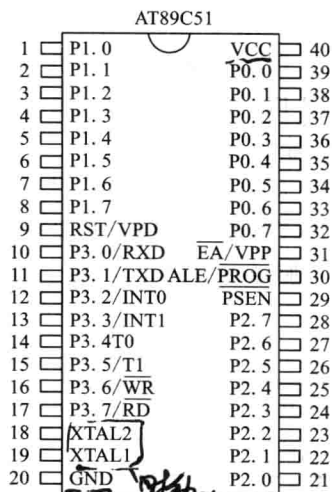 AT89C51
1 P1.0 VCC 40
2 P1.1 P0.0 39
3 P1.2 P0.1 38
4 P1.3 P0.2 37
5 P1.4 P0.3 36
6 P1.5 P0.4 35
7 P1.6 P0.5 34
8 P1.7 P0.6 33
9 RST/VPD P0.7 32
10 P3.0/RXD EA/VPP 31
11 P3.1/TXD ALE/PROG 30
12 P3.2/INT0 PSEN 29
13 P3.3/INT1 P2.7 28
14 P3.4T0 P2.6 27
15 P3.5/T1 P2.5 26
16 P3.6/WR P2.4 25
17 P3.7/RD P2.3 24
18 XTAL2 P2.2 23
19 XTAL1 P2.1 22
20 GND P2.0 21